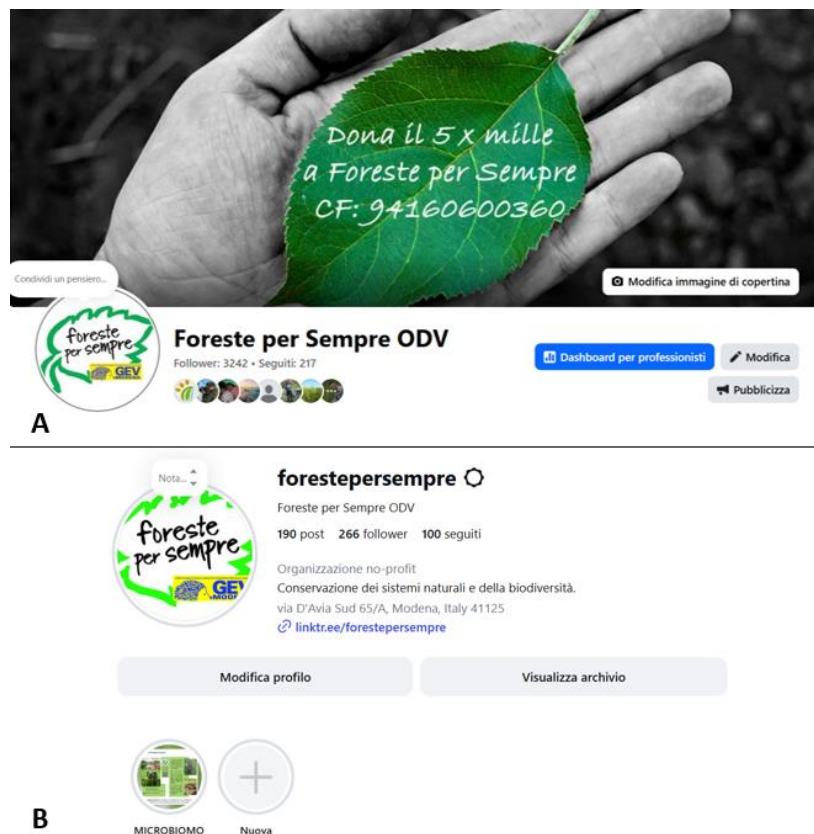 Dona il 5 x mille
a Foreste per Sempre
CF: 94160600360
Condividi un pensiero...
Modifica immagine di copertina
foreste
per sempre
GEV
Foreste per Sempre ODV
Follower: 3242 • Seguiti: 217
Dashboard per professionisti
Modifica
Pubblicizza
A
Nota...
forestepersempre
Foreste per Sempre ODV
190 post 266 follower 100 seguiti
foreste
per sempre
GEV
Organizzazione no-profit
Conservazione dei sistemi naturali e della biodiversità.
via D'Avia Sud 65/A, Modena, Italy 41125
linktr.ee/forestepersempre
Modifica profilo
Visualizza archivio
MICROBIOMO
Nuova
B